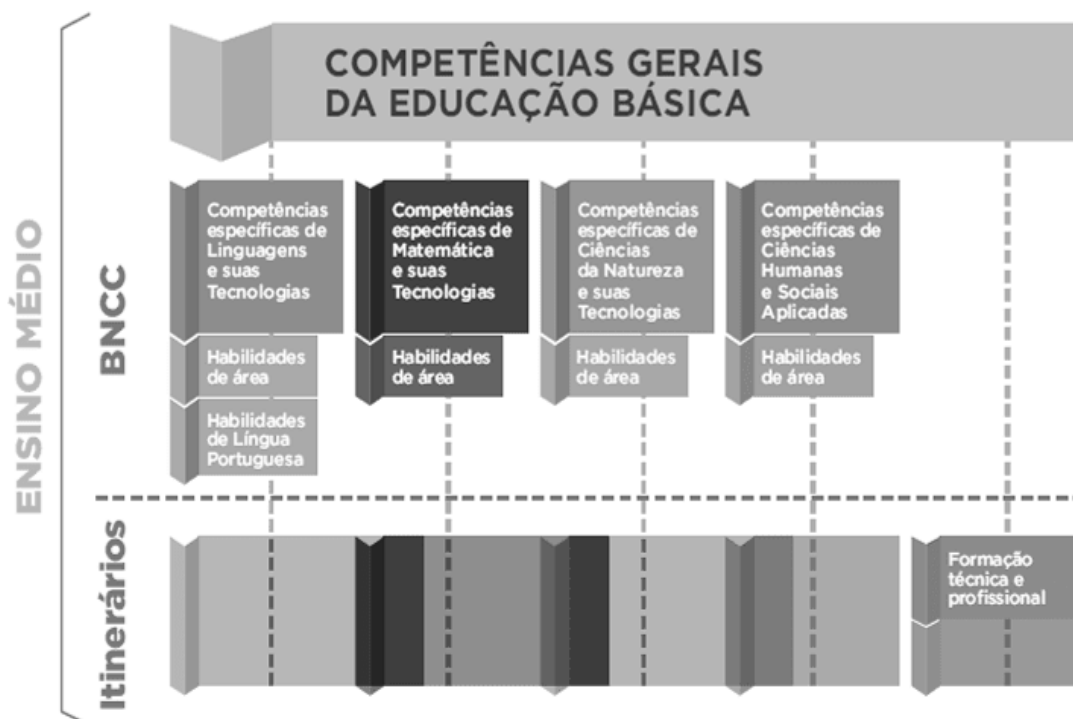 COMPETÊNCIAS GERAIS
DA EDUCAÇÃO BÁSICA
ENSINO MÉDIO
BNCC
Competências
específicas de
Linguagens
e suas
Tecnologias
Habilidades
de área
Habilidades
de Língua
Portuguesa
Competências
específicas de
Matemática
e suas
Tecnologias
Habilidades
de área
Competências
específicas de
Ciências
da Natureza
e suas
Tecnologias
Habilidades
de área
Competências
específicas de
Ciências
Humanas
e Sociais
Aplicadas
Habilidades
de área
Itinerários
Formação
técnica e
profissional